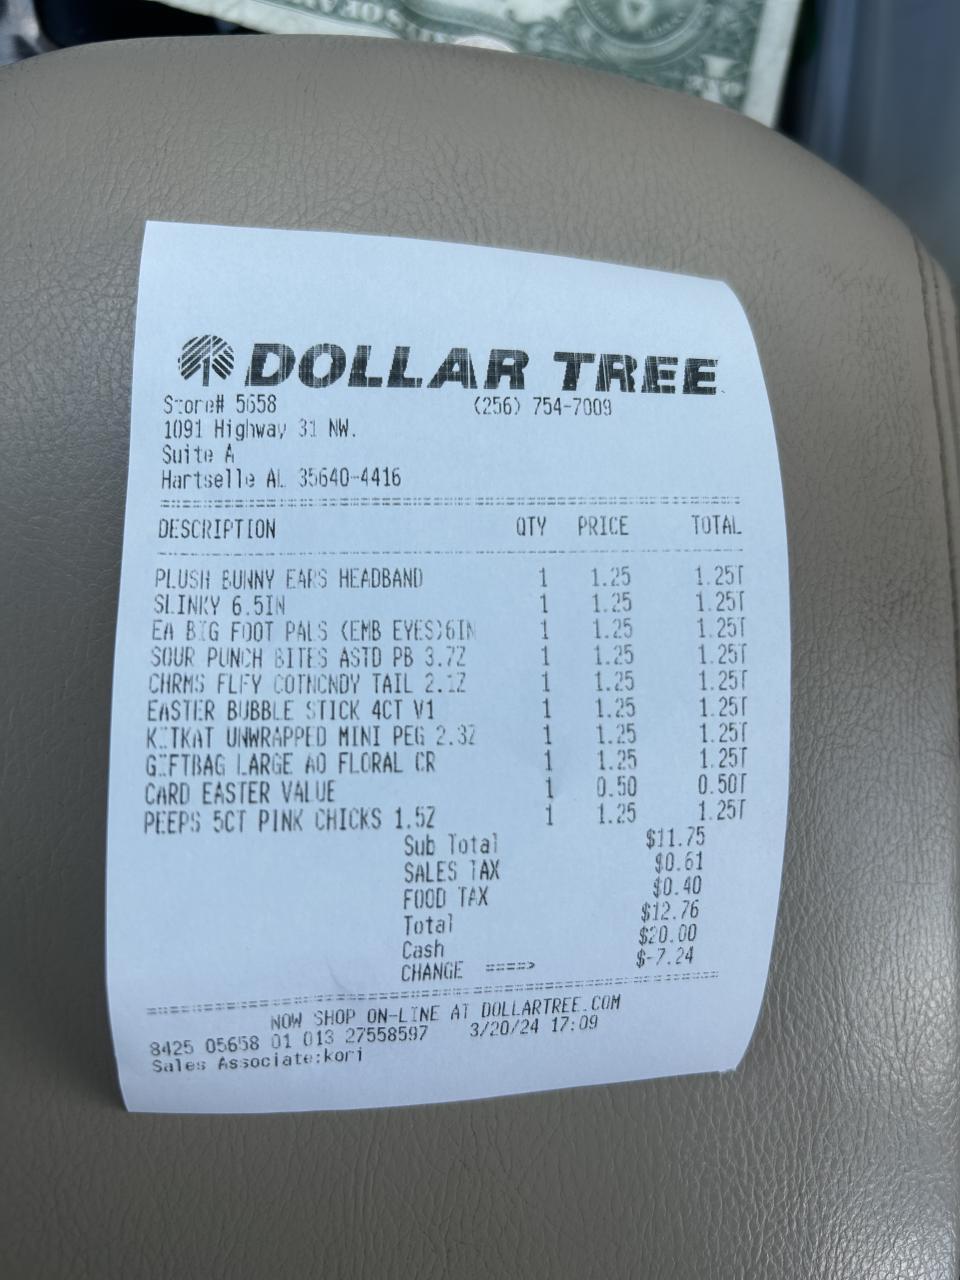 DOLLAR TREE
Store# 5658 (256) 754-7009
1091 Highway 31 NW.
Suite A
Hartselle AL 35640-4416
DESCRIPTION QTY PRICE TOTAL
PLUSH BUNNY EARS HEADBAND 1 1.25 1.25T
SLINKY 6.5IN 1 1.25 1.25T
EA BIG FOOT PALS (EMB EYES)6IN 1 1.25 1.25T
SOUR PUNCH BITES ASTD PB 3.7Z 1 1.25 1.25T
CHRMS FLFY COTNCNDY TAIL 2.1Z 1 1.25 1.25T
EASTER BUBBLE STICK 4CT V1 1 1.25 1.25T
KITKAT UNWRAPPED MINI PEG 2.3Z 1 1.25 1.25T
GIFTBAG LARGE AO FLORAL CR 1 1.25 1.25T
CARD EASTER VALUE 1 0.50 0.50T
PEEPS 5CT PINK CHICKS 1.5Z 1 1.25 1.25T
Sub Total $11.75
SALES TAX $0.61
FOOD TAX $0.40
Total $12.76
Cash $20.00
CHANGE ====> $-7.24
NOW SHOP ON-LINE AT DOLLARTREE.COM
8425 05658 01 013 27558597 3/20/24 17:09
Sales Associate:kori